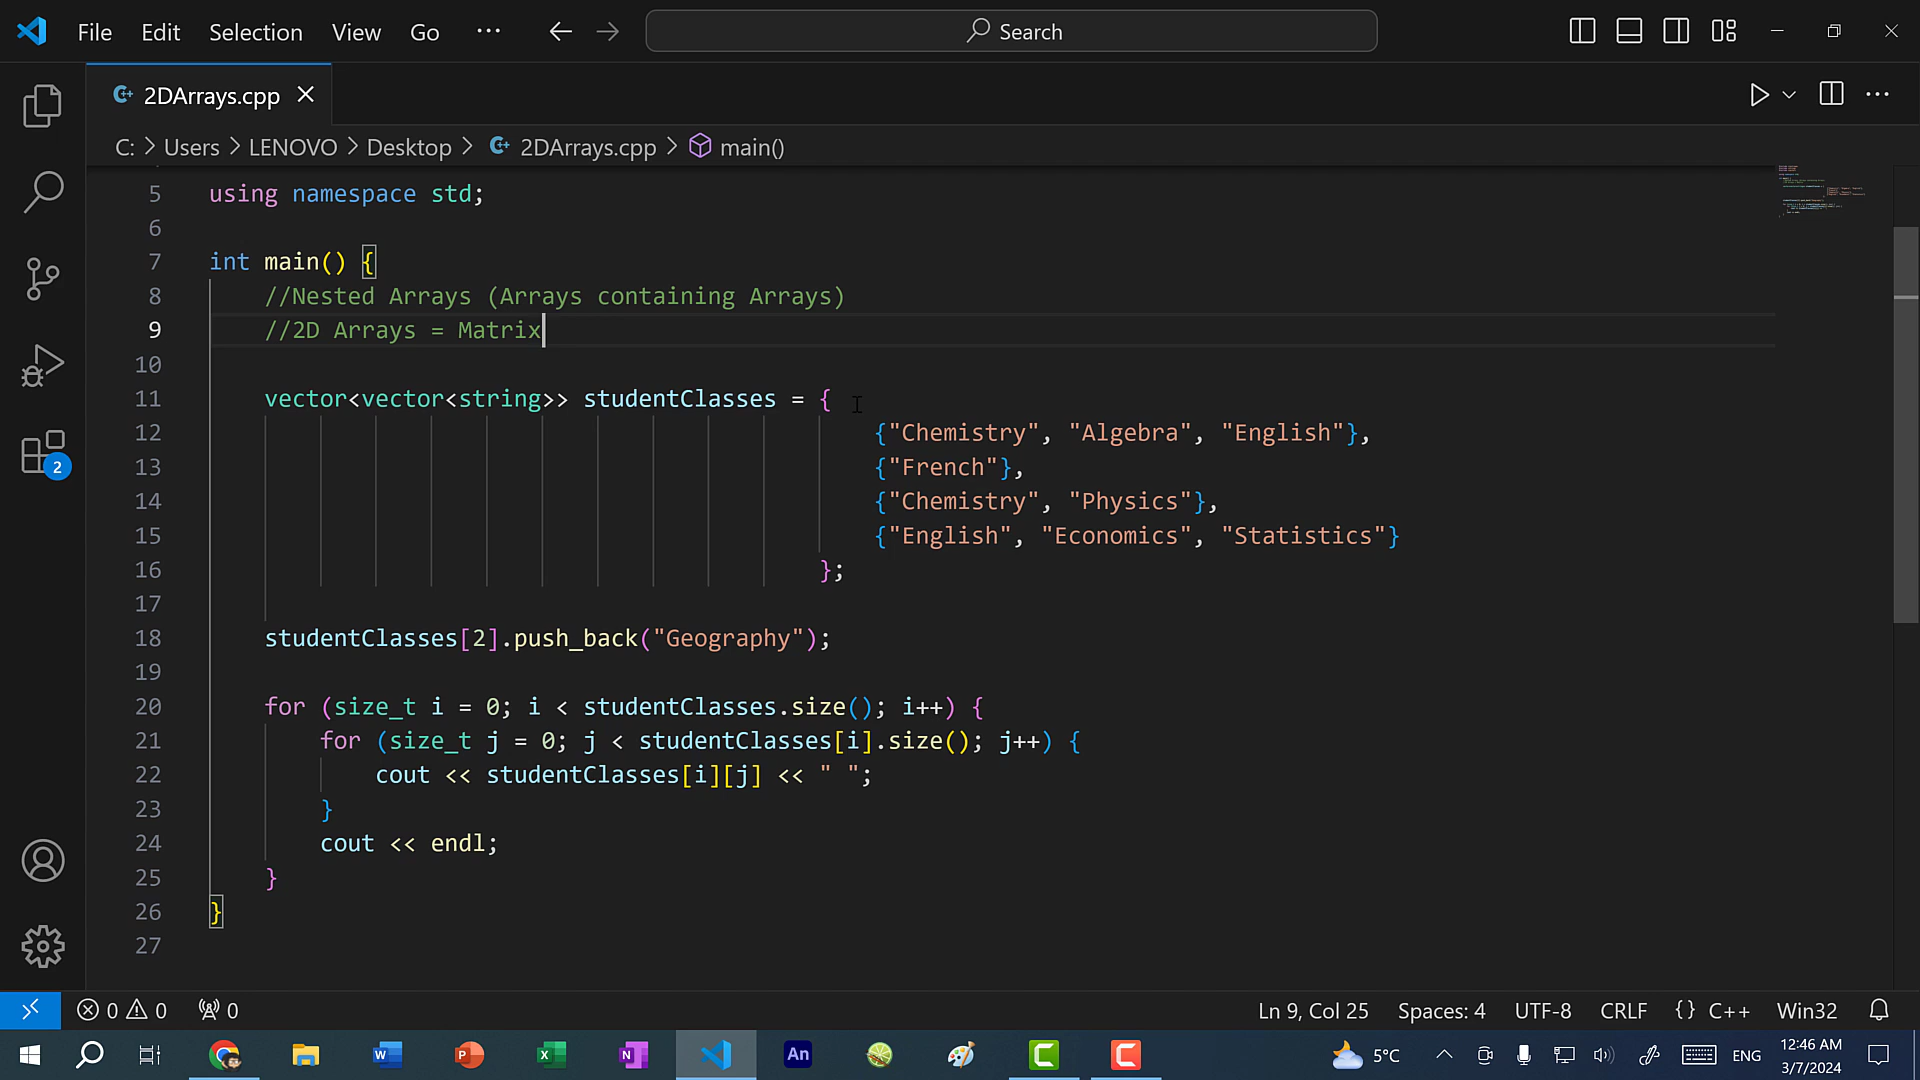 File Edit Selection View Go ··· Search
2DArrays.cpp
C: > Users > LENOVO > Desktop > 2DArrays.cpp > main()
5 using namespace std;
6
7 int main() {
8 //Nested Arrays (Arrays containing Arrays)
9 //2D Arrays = Matrix
10
11 vector<vector<string>> studentClasses = {
12 {"Chemistry", "Algebra", "English"},
13 {"French"},
14 {"Chemistry", "Physics"},
15 {"English", "Economics", "Statistics"}
16 };
17
18 studentClasses[2].push_back("Geography");
19
20 for (size_t i = 0; i < studentClasses.size(); i++) {
21 for (size_t j = 0; j < studentClasses[i].size(); j++) {
22 cout << studentClasses[i][j] << " ";
23 }
24 cout << endl;
25 }
26 }
27
2
0 0 0 Ln 9, Col 25 Spaces: 4 UTF-8 CRLF {} C++ Win32
W P X N An 5°C ENG 12:46 AM
3/7/2024